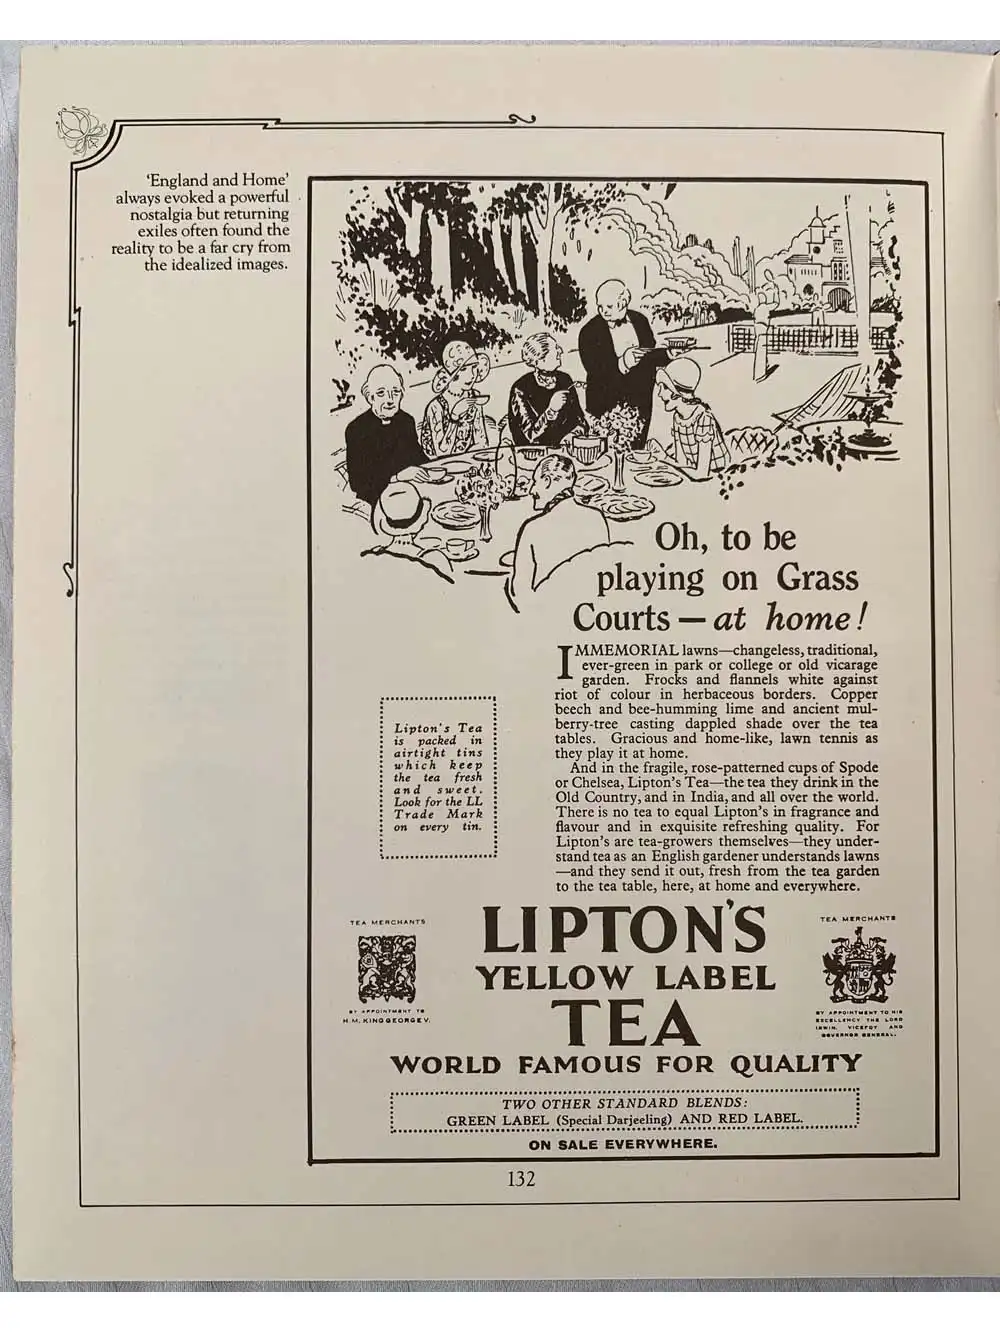 'England and Home'
always evoked a powerful
nostalgia but returning
exiles often found the
reality to be a far cry from
the idealized images.
Oh, to be
playing on Grass
Courts — at home!
IMMEMORIAL lawns—changeless, traditional,
ever-green in park or college or old vicarage
garden. Frocks and flannels white against
riot of colour in herbaceous borders. Copper
beech and bee-humming lime and ancient mul-
berry-tree casting dappled shade over the tea
tables. Gracious and home-like, lawn tennis as
they play it at home.
And in the fragile, rose-patterned cups of Spode
or Chelsea, Lipton's Tea—the tea they drink in the
Old Country, and in India, and all over the world.
There is no tea to equal Lipton's in fragrance and
flavour and in exquisite refreshing quality. For
Lipton's are tea-growers themselves—they under-
stand tea as an English gardener understands lawns
—and they send it out, fresh from the tea garden
to the tea table, here, at home and everywhere.
Lipton's Tea
is packed in
airtight tins
which keep
the tea fresh
and sweet.
Look for the LL
Trade Mark
on every tin.
TEA MERCHANTS
BY APPOINTMENT TO
H.M. KING GEORGE V.
LIPTON'S
YELLOW LABEL
TEA
WORLD FAMOUS FOR QUALITY
TEA MERCHANTS
BY APPOINTMENT TO HIS
EXCELLENCY THE LORD
IRWIN, VICEROY AND
GOVERNOR GENERAL.
TWO OTHER STANDARD BLENDS:
GREEN LABEL (Special Darjeeling) AND RED LABEL.
ON SALE EVERYWHERE.
132